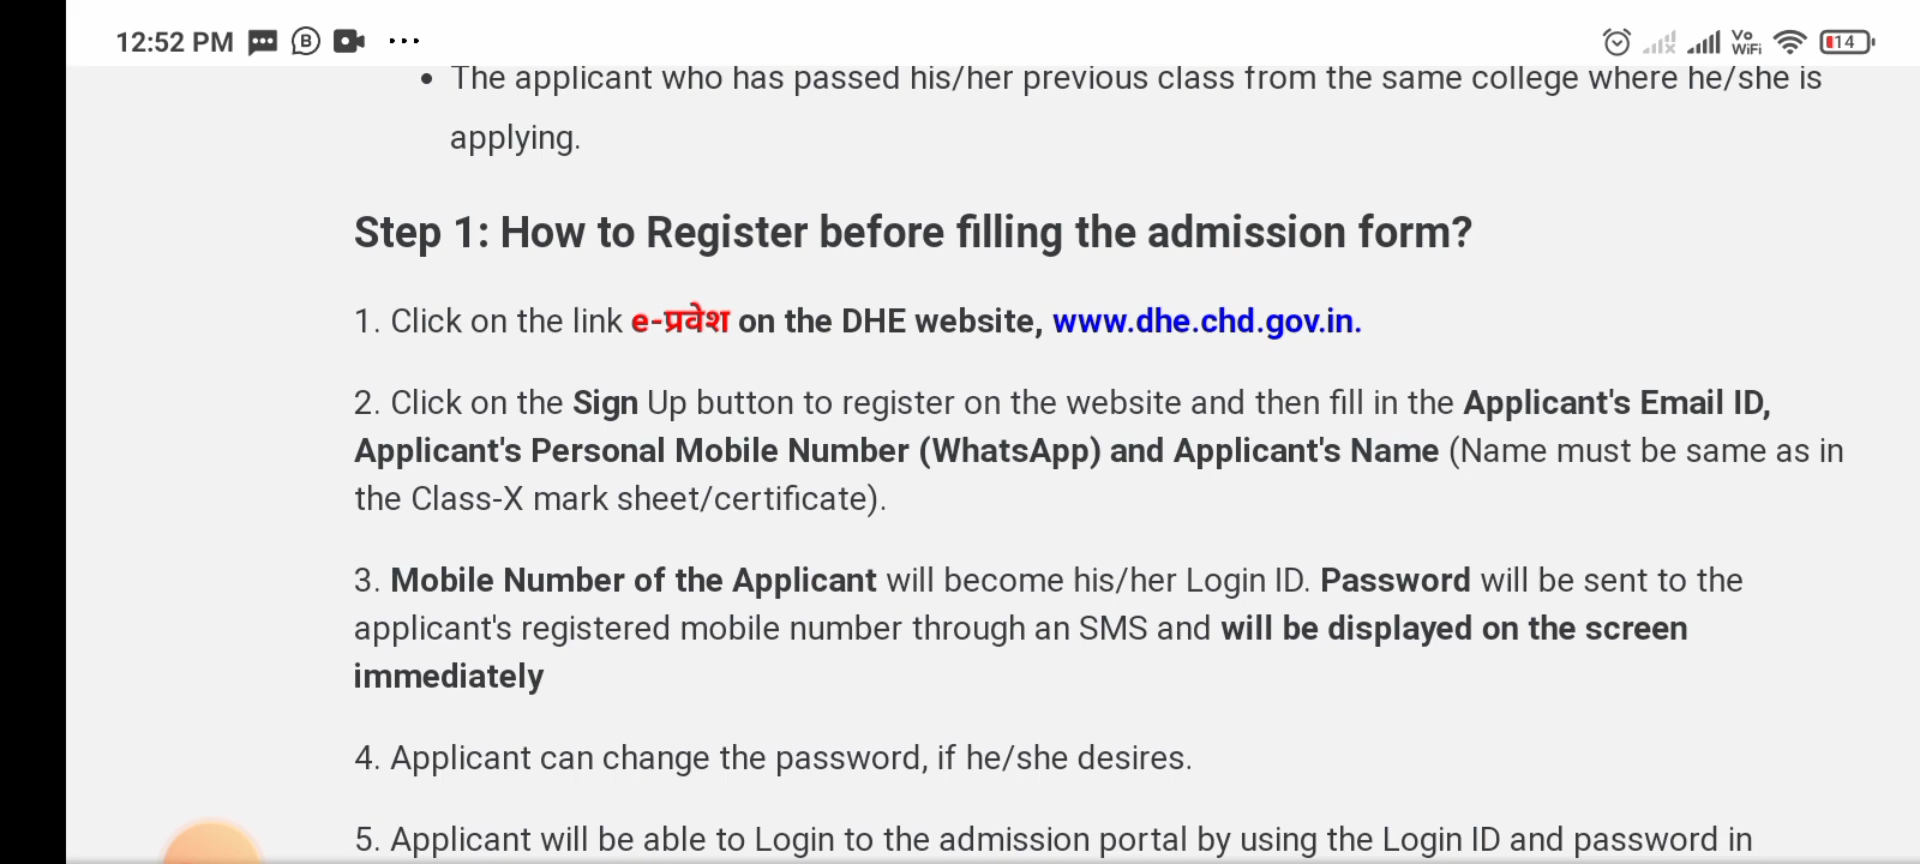 12:52 PM B ... Vo WiFi 14
• The applicant who has passed his/her previous class from the same college where he/she is
applying.
Step 1: How to Register before filling the admission form?
1. Click on the link e-प्रवेश on the DHE website, www.dhe.chd.gov.in.
2. Click on the Sign Up button to register on the website and then fill in the Applicant's Email ID,
Applicant's Personal Mobile Number (WhatsApp) and Applicant's Name (Name must be same as in
the Class-X mark sheet/certificate).
3. Mobile Number of the Applicant will become his/her Login ID. Password will be sent to the
applicant's registered mobile number through an SMS and will be displayed on the screen
immediately
4. Applicant can change the password, if he/she desires.
5. Applicant will be able to Login to the admission portal by using the Login ID and password in